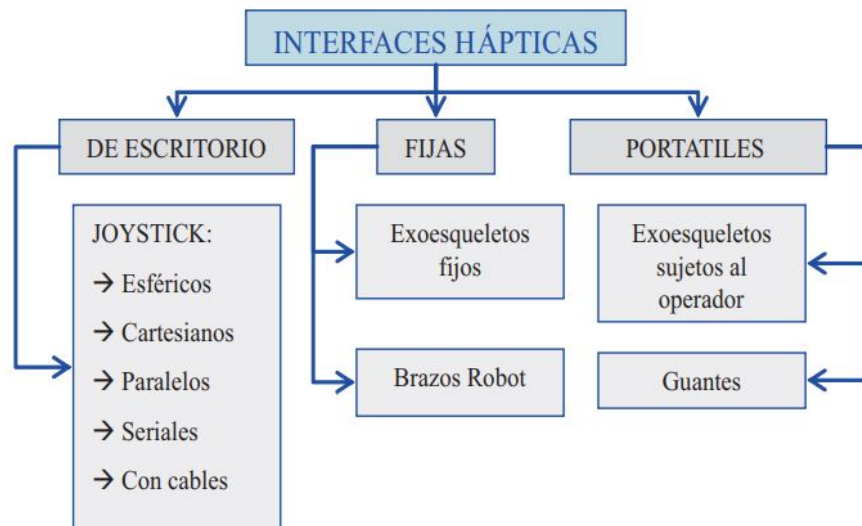 INTERFACES HÁPTICAS
DE ESCRITORIO
FIJAS
PORTATILES
JOYSTICK:
→ Esféricos
→ Cartesianos
→ Paralelos
→ Seriales
→ Con cables
Exoesqueletos
fijos
Brazos Robot
Exoesqueletos
sujetos al
operador
Guantes